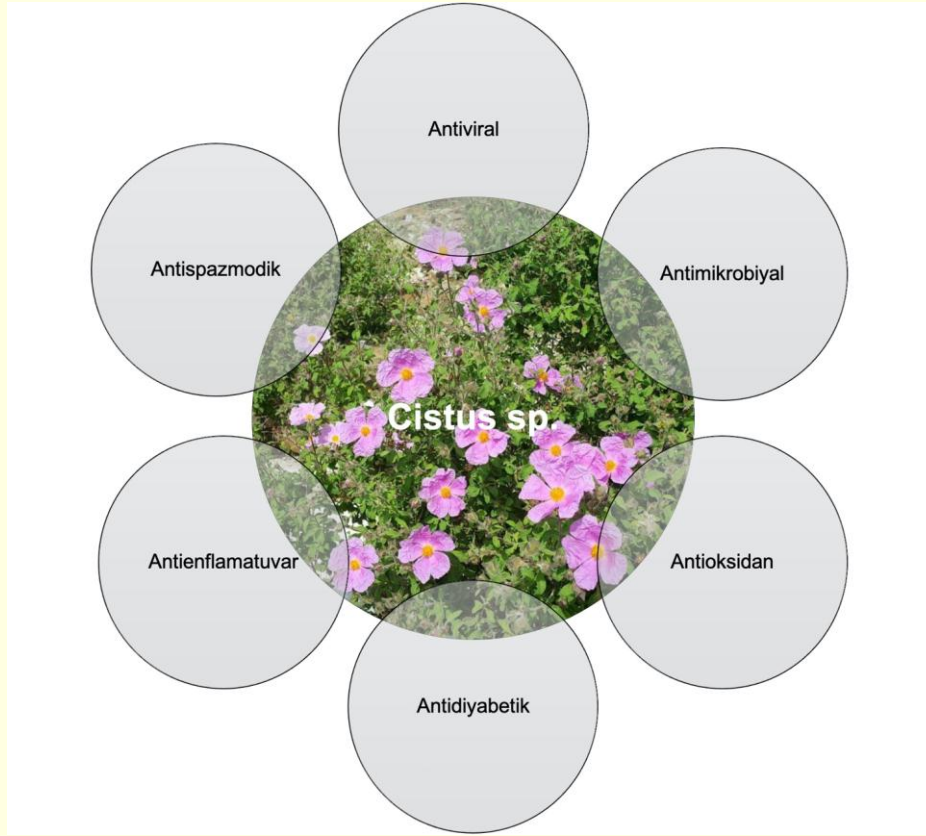 Antiviral
Antispazmodik
Antimikrobiyal
Cistus sp.
Antienflamatuvar
Antioksidan
Antidiyabetik